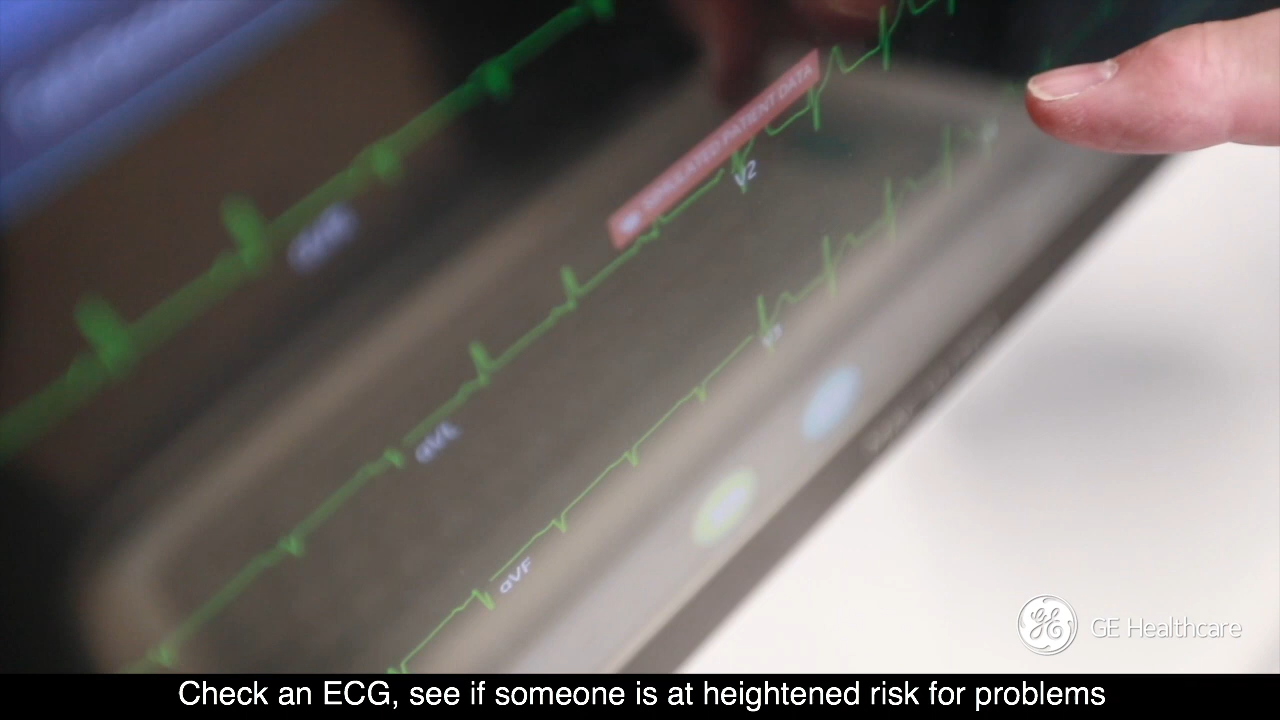 SIMULATED PATIENT DATA
V2
aVL
aVF
GE Healthcare
Check an ECG, see if someone is at heightened risk for problems